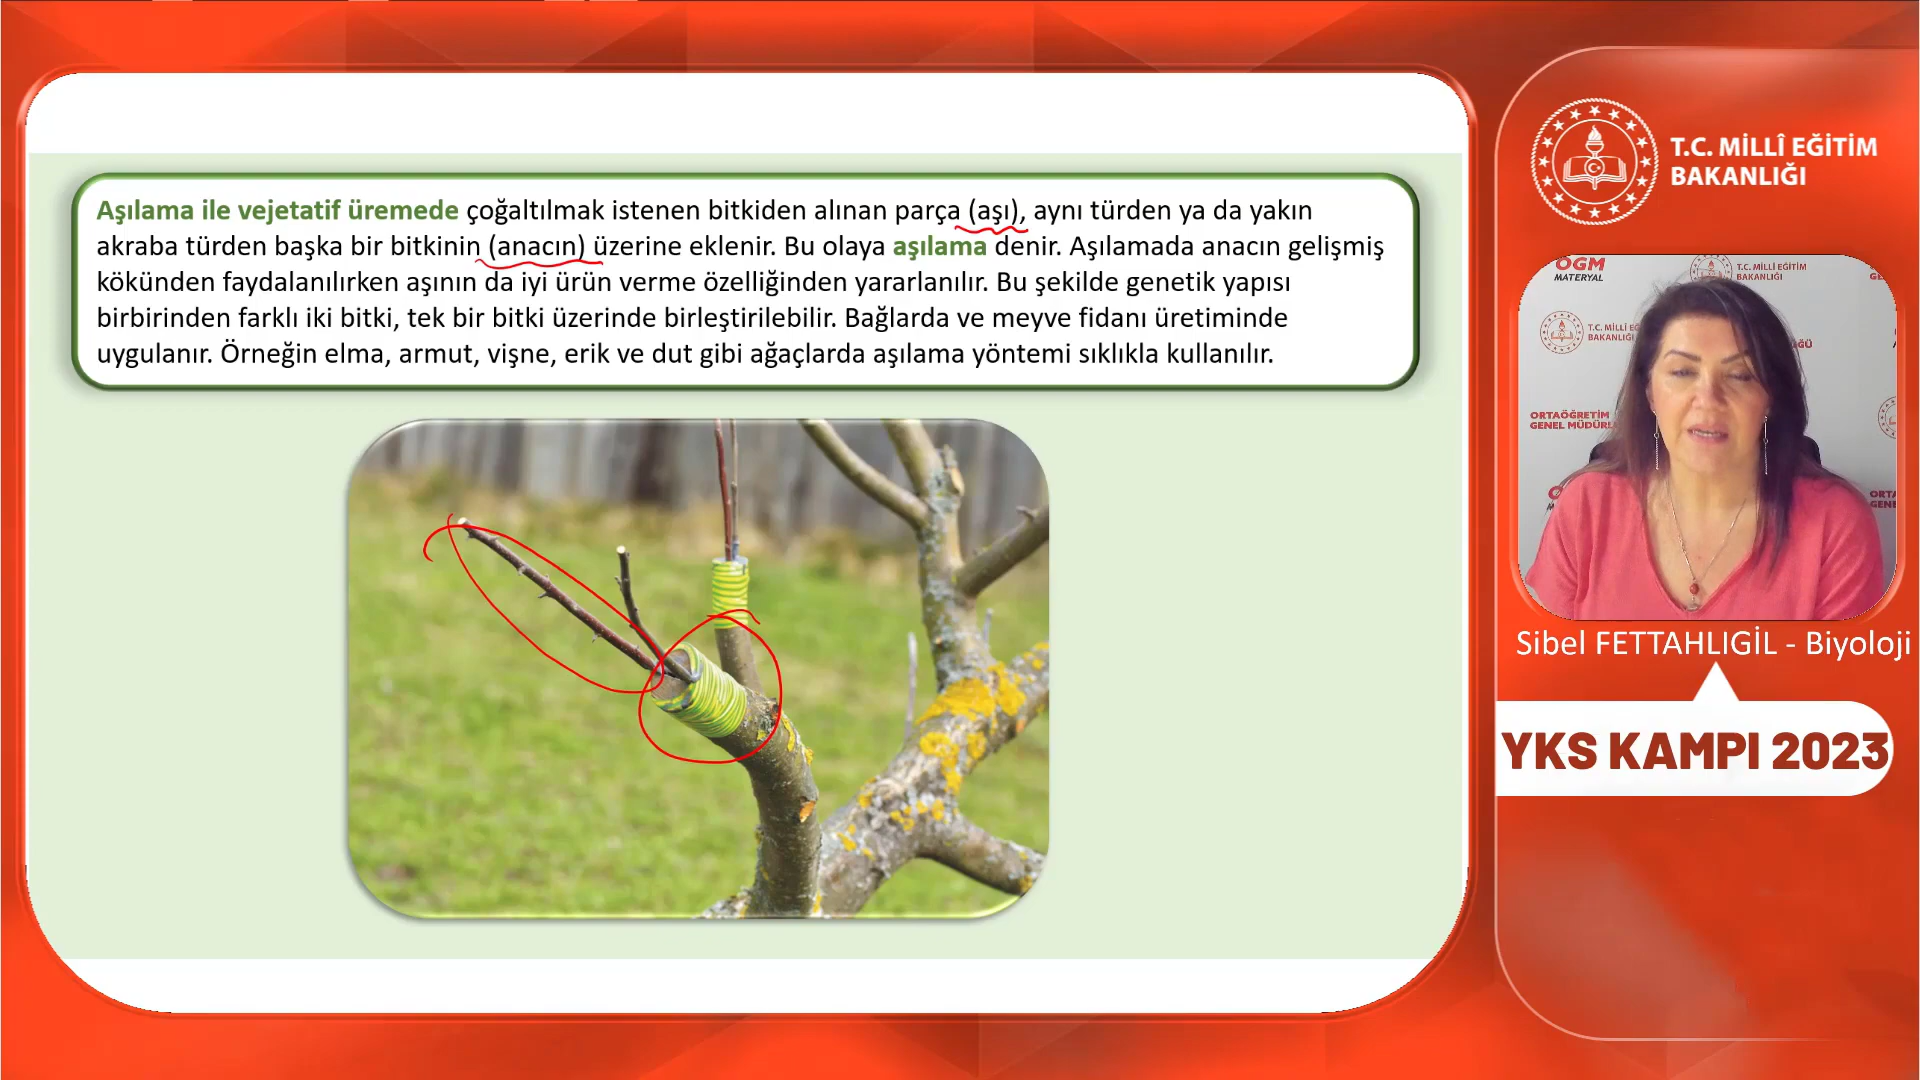 Aşılama ile vejetatif üremede çoğaltılmak istenen bitkiden alınan parça (aşı), aynı türden ya da yakın
akraba türden başka bir bitkinin (anacın) üzerine eklenir. Bu olaya aşılama denir. Aşılamada anacın gelişmiş
kökünden faydalanılırken aşının da iyi ürün verme özelliğinden yararlanılır. Bu şekilde genetik yapısı
birbirinden farklı iki bitki, tek bir bitki üzerinde birleştirilebilir. Bağlarda ve meyve fidanı üretiminde
uygulanır. Örneğin elma, armut, vişne, erik ve dut gibi ağaçlarda aşılama yöntemi sıklıkla kullanılır.
T.C. MİLLÎ EĞİTİM
BAKANLIĞI
ÖGM
MATERYAL
T.C. MİLLÎ EĞİTİM
BAKANLIĞI
T.C. MİLLÎ
BAKANLIĞI
ORTAÖĞRETİM
GENEL
Sibel FETTAHLIGİL - Biyoloji
YKS KAMPI 2023